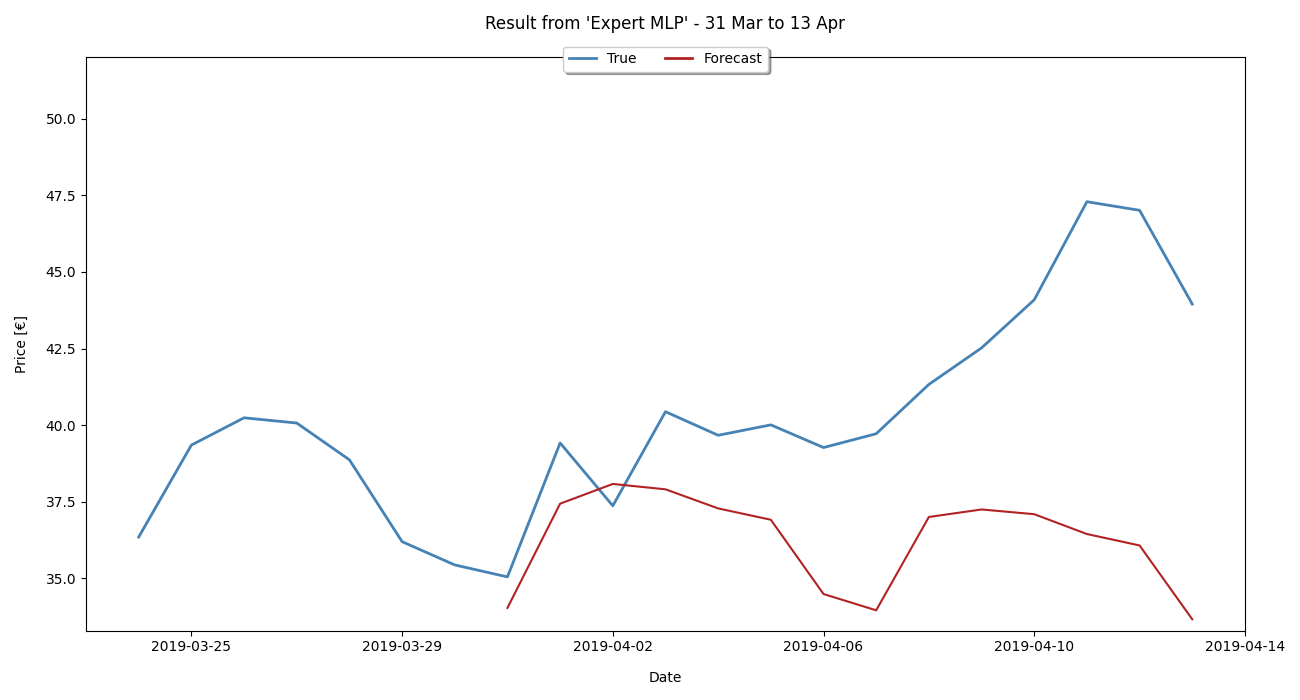 Result from 'Expert MLP' - 31 Mar to 13 Apr
True Forecast
50.0
47.5
45.0
42.5
40.0
37.5
35.0
Price [€]
2019-03-25 2019-03-29 2019-04-02 2019-04-06 2019-04-10 2019-04-14
Date